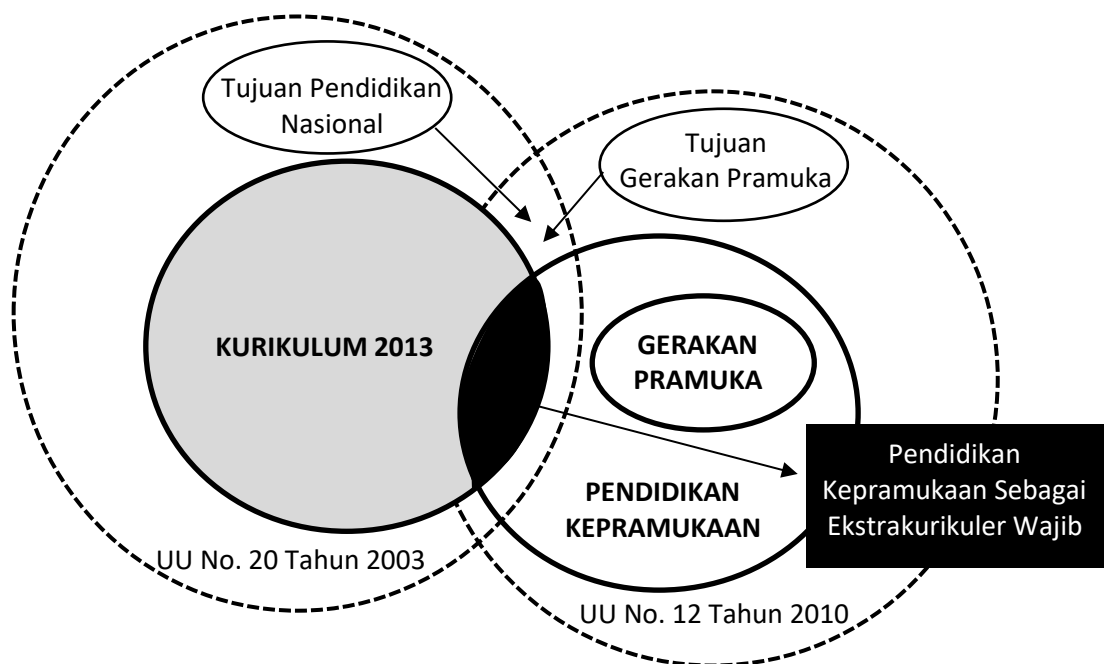 Tujuan Pendidikan
Nasional
Tujuan
Gerakan Pramuka
KURIKULUM 2013
GERAKAN
PRAMUKA
PENDIDIKAN
KEPRAMUKAAN
Pendidikan
Kepramukaan Sebagai
Ekstrakurikuler Wajib
UU No. 20 Tahun 2003
UU No. 12 Tahun 2010